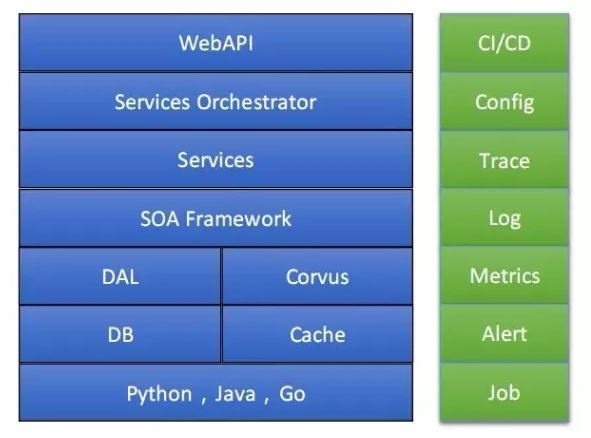 WebAPI
Services Orchestrator
Services
SOA Framework
DAL
Corvus
DB
Cache
Python，Java，Go
CI/CD
Config
Trace
Log
Metrics
Alert
Job